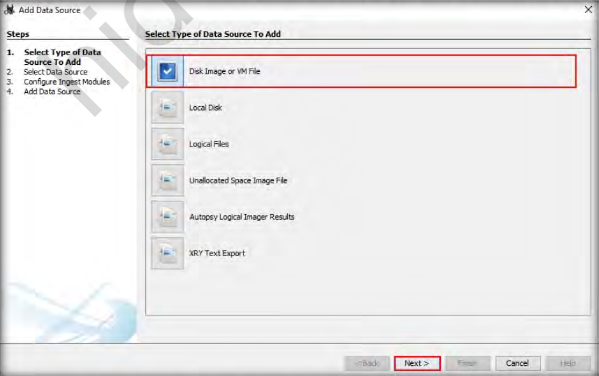 Add Data Source
Steps
1. Select Type of Data
Source To Add
2. Select Data Source
3. Configure Ingest Modules
4. Add Data Source
Select Type of Data Source To Add
Disk Image or VM File
Local Disk
Logical Files
Unallocated Space Image File
Autopsy Logical Imager Results
XRY Text Export
< Back Next > Finish Cancel Help